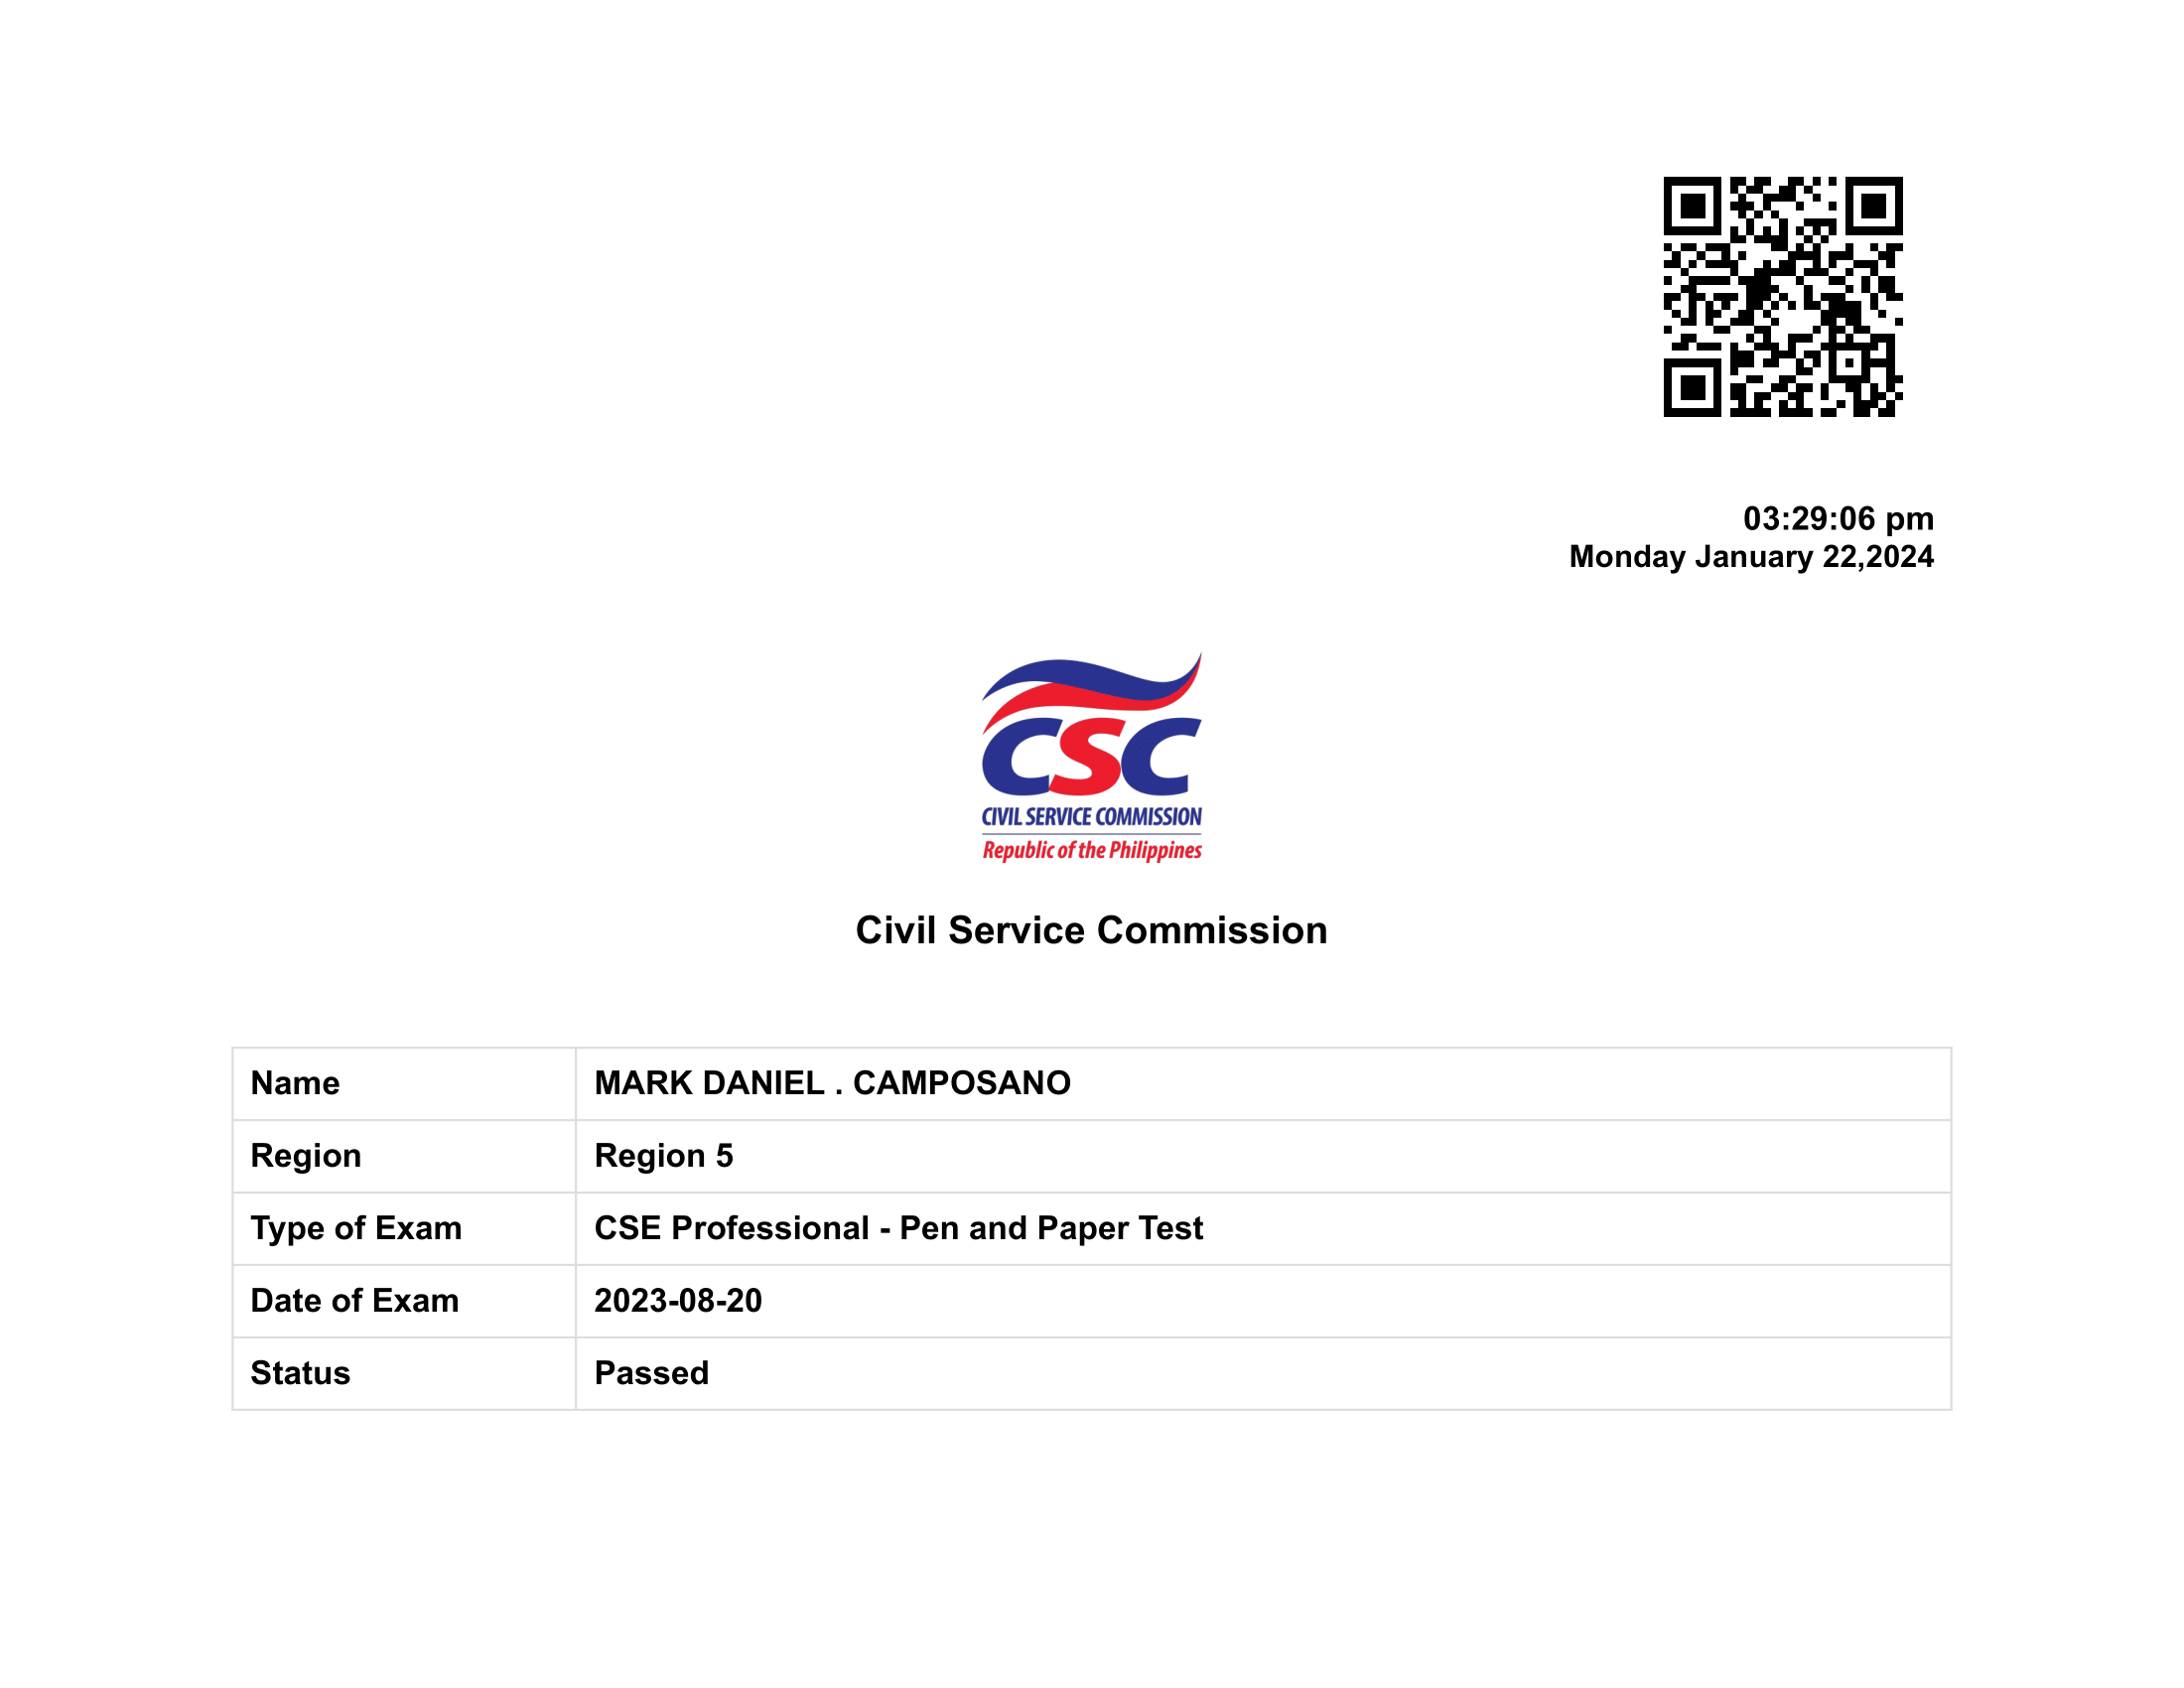 03:29:06 pm
Monday January 22,2024
CSC
CIVIL SERVICE COMMISSION
Republic of the Philippines
Civil Service Commission
Name MARK DANIEL . CAMPOSANO
Region Region 5
Type of Exam CSE Professional - Pen and Paper Test
Date of Exam 2023-08-20
Status Passed